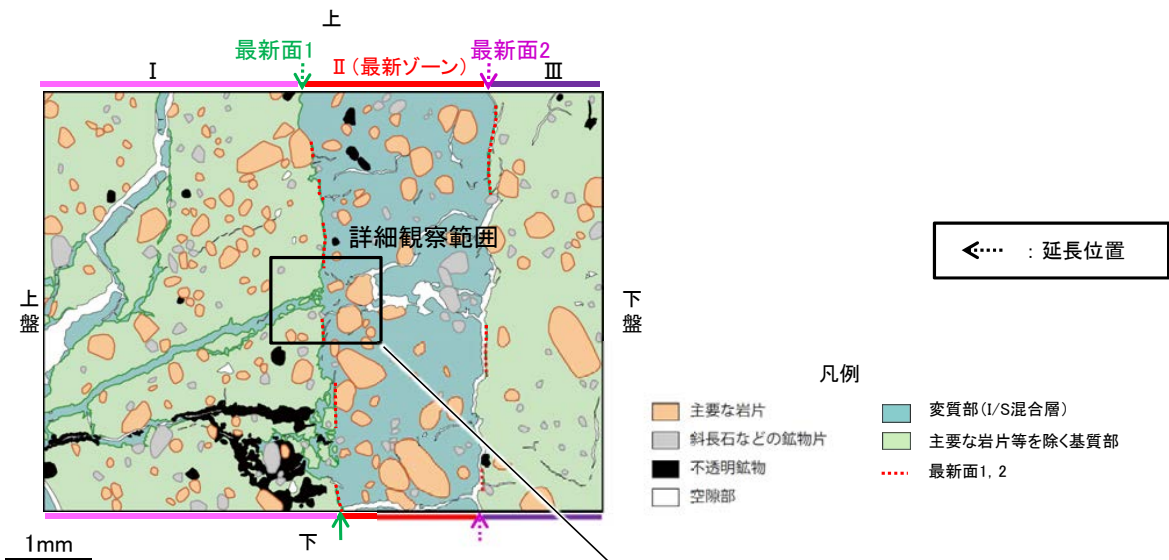 上
最新面1
最新面2
Ⅰ
Ⅱ(最新ゾーン)
Ⅲ
詳細観察範囲
上盤
下盤
: 延長位置
凡例
主要な岩片
斜長石などの鉱物片
不透明鉱物
空隙部
変質部(I/S混合層)
主要な岩片等を除く基質部
最新面1, 2
下
1mm